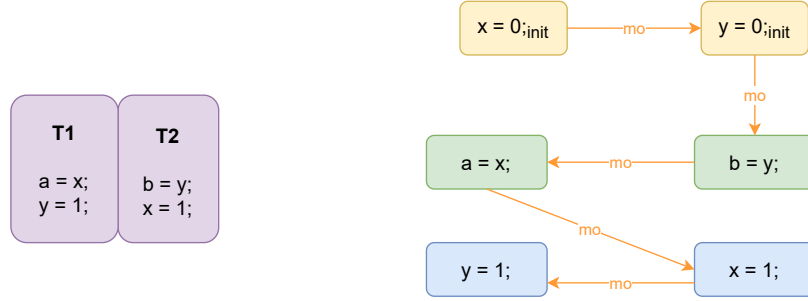 T1
a = x;
y = 1;
T2
b = y;
x = 1;
x = 0;init
mo
y = 0;init
mo
a = x;
mo
b = y;
mo
y = 1;
mo
x = 1;